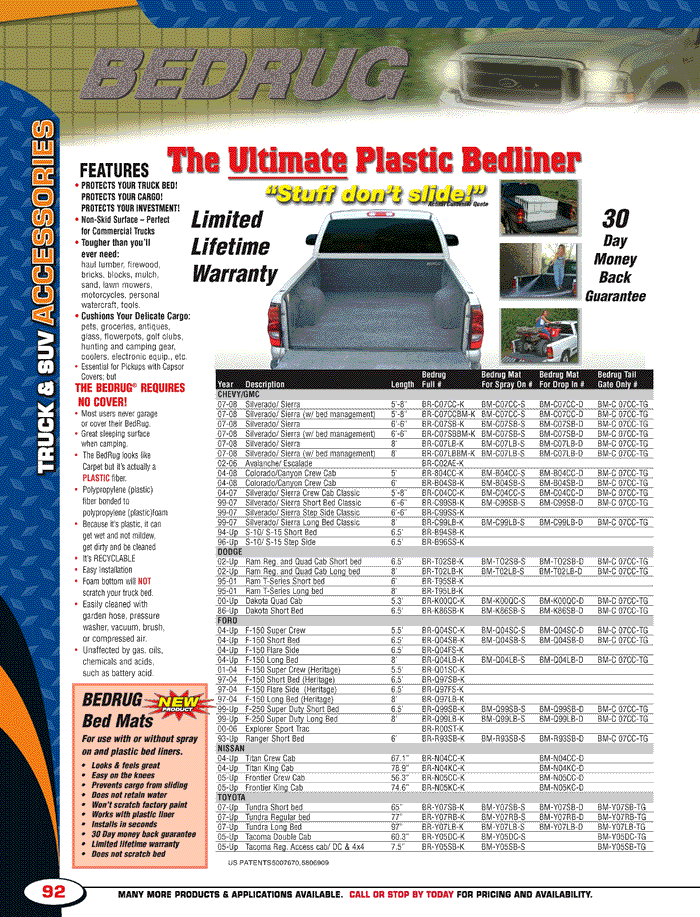 BEDRUG
TRUCK & SUV ACCESSORIES
The Ultimate Plastic Bedliner
"Stuff don't slide!"
Actual Customer Quote
FEATURES
• PROTECTS YOUR TRUCK BED!
PROTECTS YOUR CARGO!
PROTECTS YOUR INVESTMENT!
• Non-Skid Surface – Perfect
for Commercial Trucks
• Tougher than you'll
ever need:
haul lumber, firewood,
bricks, blocks, mulch,
sand, lawn mowers,
motorcycles, personal
watercraft, tools.
• Cushions Your Delicate Cargo:
pets, groceries, antiques,
glass, flowerpots, golf clubs,
hunting and camping gear,
coolers, electronic equip., etc.
• Essential for Pickups with Capsor
Covers; but
THE BEDRUG® REQUIRES
NO COVER!
• Most users never garage
or cover their BedRug.
• Great sleeping surface
when camping.
• The BedRug looks like
Carpet but it's actually a
PLASTIC fiber.
• Polypropylene (plastic)
fiber bonded to
polypropylene (plastic)foam
• Because it's plastic, it can
get wet and not mildew,
get dirty and be cleaned
• It's RECYCLABLE
• Easy Installation
• Foam bottom will NOT
scratch your truck bed.
• Easily cleaned with
garden hose, pressure
washer, vacuum, brush,
or compressed air.
• Unaffected by gas, oils,
chemicals and acids,
such as battery acid.
Limited
Lifetime
Warranty
30
Day
Money
Back
Guarantee
BEDRUG
Bed Mats
NEW
PRODUCT
For use with or without spray
on and plastic bed liners.
• Looks & feels great
• Easy on the knees
• Prevents cargo from sliding
• Does not retain water
• Won't scratch factory paint
• Works with plastic liner
• Installs in seconds
• 30 Day money back guarantee
• Limited lifetime warranty
• Does not scratch bed
Bedrug Bedrug Mat Bedrug Mat Bedrug Tail
Year Description Length Full # For Spray On # For Drop In # Gate Only #
CHEVY/GMC
07-08 Silverado/ Sierra 5'-8" BR-C07CC-K BM-C07CC-S BM-C07CC-D BM-C 07CC-TG
07-08 Silverado/ Sierra (w/ bed management) 5'-8" BR-C07CCBM-K BM-C07CC-S BM-C07CC-D BM-C 07CC-TG
07-08 Silverado/ Sierra 6'-6" BR-C07SB-K BM-C07SB-S BM-C07SB-D BM-C 07CC-TG
07-08 Silverado/ Sierra (w/ bed management) 6'-6" BR-C07SBBM-K BM-C07SB-S BM-C07SB-D BM-C 07CC-TG
07-08 Silverado/ Sierra 8' BR-C07LB-K BM-C07LB-S BM-C07LB-D BM-C 07CC-TG
07-08 Silverado/ Sierra (w/ bed management) 8' BR-C07LBBM-K BM-C07LB-S BM-C07LB-D BM-C 07CC-TG
02-06 Avalanche/ Escalade BR-C02AE-K
04-08 Colorado/Canyon Crew Cab 5' BR-B04CC-K BM-B04CC-S BM-B04CC-D BM-C 07CC-TG
04-08 Colorado/Canyon Crew Cab 6' BR-B04SB-K BM-B04SB-S BM-B04SB-D BM-C 07CC-TG
04-07 Silverado/ Sierra Crew Cab Classic 5'-8" BR-C04CC-K BM-C04CC-S BM-C04CC-D BM-C 07CC-TG
99-07 Silverado/ Sierra Short Bed Classic 6'-6" BR-C99SB-K BM-C99SB-S BM-C99SB-D BM-C 07CC-TG
99-07 Silverado/ Sierra Step Side Classic 6'-6" BR-C99SS-K
99-07 Silverado/ Sierra Long Bed Classic 8' BR-C99LB-K BM-C99LB-S BM-C99LB-D BM-C 07CC-TG
94-Up S-10/ S-15 Short Bed 6.5' BR-B94SB-K
96-Up S-10/ S-15 Step Side 6.5' BR-B96SS-K
DODGE
02-Up Ram Reg. and Quad Cab Short bed 6.5' BR-T02SB-K BM-T02SB-S BM-T02SB-D BM-C 07CC-TG
02-Up Ram Reg. and Quad Cab Long bed 8' BR-T02LB-K BM-T02LB-S BM-T02LB-D BM-C 07CC-TG
95-01 Ram T-Series Short bed 6' BR-T95SB-K
95-01 Ram T-Series Long bed 8' BR-T95LB-K
00-Up Dakota Quad Cab 5.3' BR-K00QC-K BM-K00QC-S BM-K00QC-D BM-C 07CC-TG
86-Up Dakota Short Bed 6.5' BR-K86SB-K BM-K86SB-S BM-K86SB-D BM-C 07CC-TG
FORD
04-Up F-150 Super Crew 5.5' BR-Q04SC-K BM-Q04SC-S BM-Q04SC-D BM-C 07CC-TG
04-Up F-150 Short Bed 6.5' BR-Q04SB-K BM-Q04SB-S BM-Q04SB-D BM-C 07CC-TG
04-Up F-150 Flare Side 6.5' BR-Q04FS-K
04-Up F-150 Long Bed 8' BR-Q04LB-K BM-Q04LB-S BM-Q04LB-D BM-C 07CC-TG
01-04 F-150 Super Crew (Heritage) 5.5' BR-Q01SC-K
97-04 F-150 Short Bed (Heritage) 6.5' BR-Q97SB-K
97-04 F-150 Flare Side (Heritage) 6.5' BR-Q97FS-K
97-04 F-150 Long Bed (Heritage) 8' BR-Q97LB-K
99-Up F-250 Super Duty Short Bed 6.5' BR-Q99SB-K BM-Q99SB-S BM-Q99SB-D BM-C 07CC-TG
99-Up F-250 Super Duty Long Bed 8' BR-Q99LB-K BM-Q99LB-S BM-Q99LB-D BM-C 07CC-TG
00-06 Explorer Sport Trac BR-R00ST-K
93-Up Ranger Short Bed 6' BR-R93SB-K BM-R93SB-S BM-R93SB-D BM-C 07CC-TG
NISSAN
04-Up Titan Crew Cab 67.1" BR-N04CC-K BM-N04CC-D
04-Up Titan King Cab 78.9" BR-N04KC-K BM-N04KC-D
05-Up Frontier Crew Cab 56.3" BR-N05CC-K BM-N05CC-D
05-Up Frontier King Cab 74.6" BR-N05KC-K BM-N05KC-D
TOYOTA
07-Up Tundra Short bed 65" BR-Y07SB-K BM-Y07SB-S BM-Y07SB-D BM-Y07SB-TG
07-Up Tundra Regular bed 77" BR-Y07RB-K BM-Y07RB-S BM-Y07RB-D BM-Y07RB-TG
07-Up Tundra Long Bed 97" BR-Y07LB-K BM-Y07LB-S BM-Y07LB-D BM-Y07LB-TG
05-Up Tacoma Double Cab 60.3" BR-Y05DC-K BM-Y05DC-S BM-Y05DC-TG
05-Up Tacoma Reg. Access cab/ DC & 4x4 7.5" BR-Y05SB-K BM-Y05SB-S BM-Y05SB-TG
US PATENTS5007670,5806909
92
MANY MORE PRODUCTS & APPLICATIONS AVAILABLE. CALL OR STOP BY TODAY FOR PRICING AND AVAILABILITY.